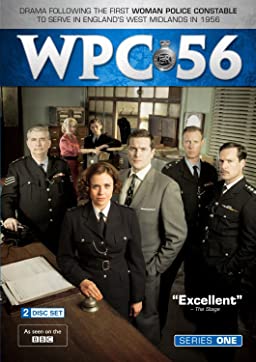 DRAMA FOLLOWING THE FIRST WOMAN POLICE CONSTABLE
TO SERVE IN ENGLAND'S WEST MIDLANDS IN 1956
WPC 56
"Excellent"
– The Stage
2 DISC SET
As seen on the
BBC
SERIES ONE